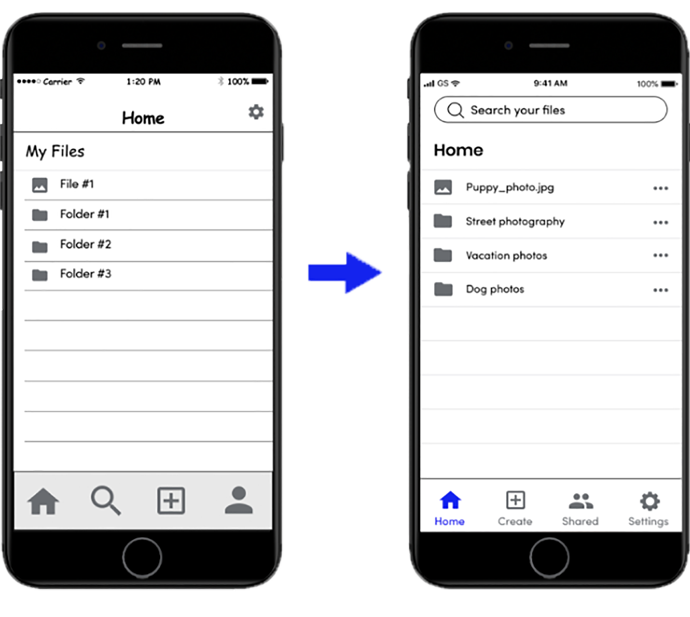 Carrier 1:20 PM 100%
Home
My Files
File #1
Folder #1
Folder #2
Folder #3
GS 9:41 AM 100%
Search your files
Home
Puppy_photo.jpg
Street photography
Vacation photos
Dog photos
Home Create Shared Settings